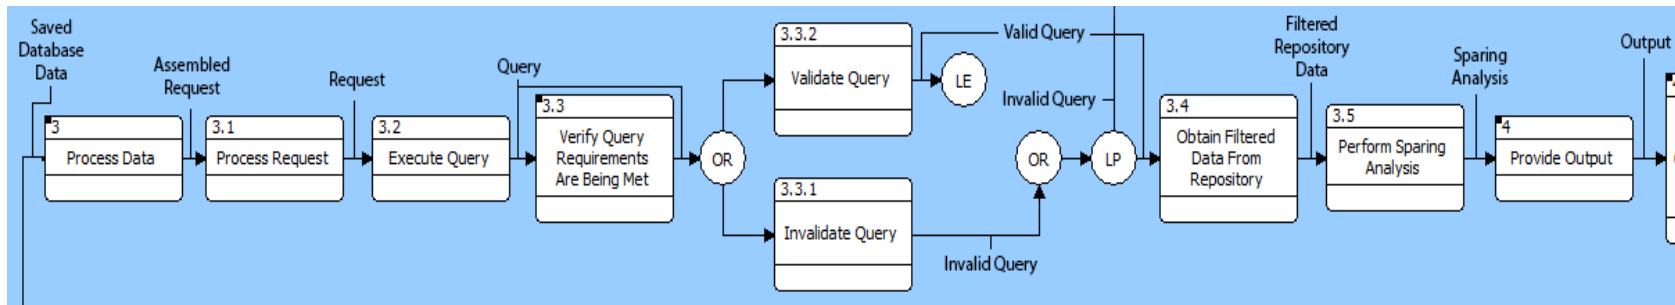 Saved
Database
Data
3
Process Data
Assembled
Request
3.1
Process Request
Request
3.2
Execute Query
Query
3.3
Verify Query
Requirements
Are Being Met
OR
3.3.2
Validate Query
LE
3.3.1
Invalidate Query
Invalid Query
OR
Valid Query
Invalid Query
LP
3.4
Obtain Filtered
Data From
Repository
Filtered
Repository
Data
3.5
Perform Sparing
Analysis
Sparing
Analysis
4
Provide Output
Output